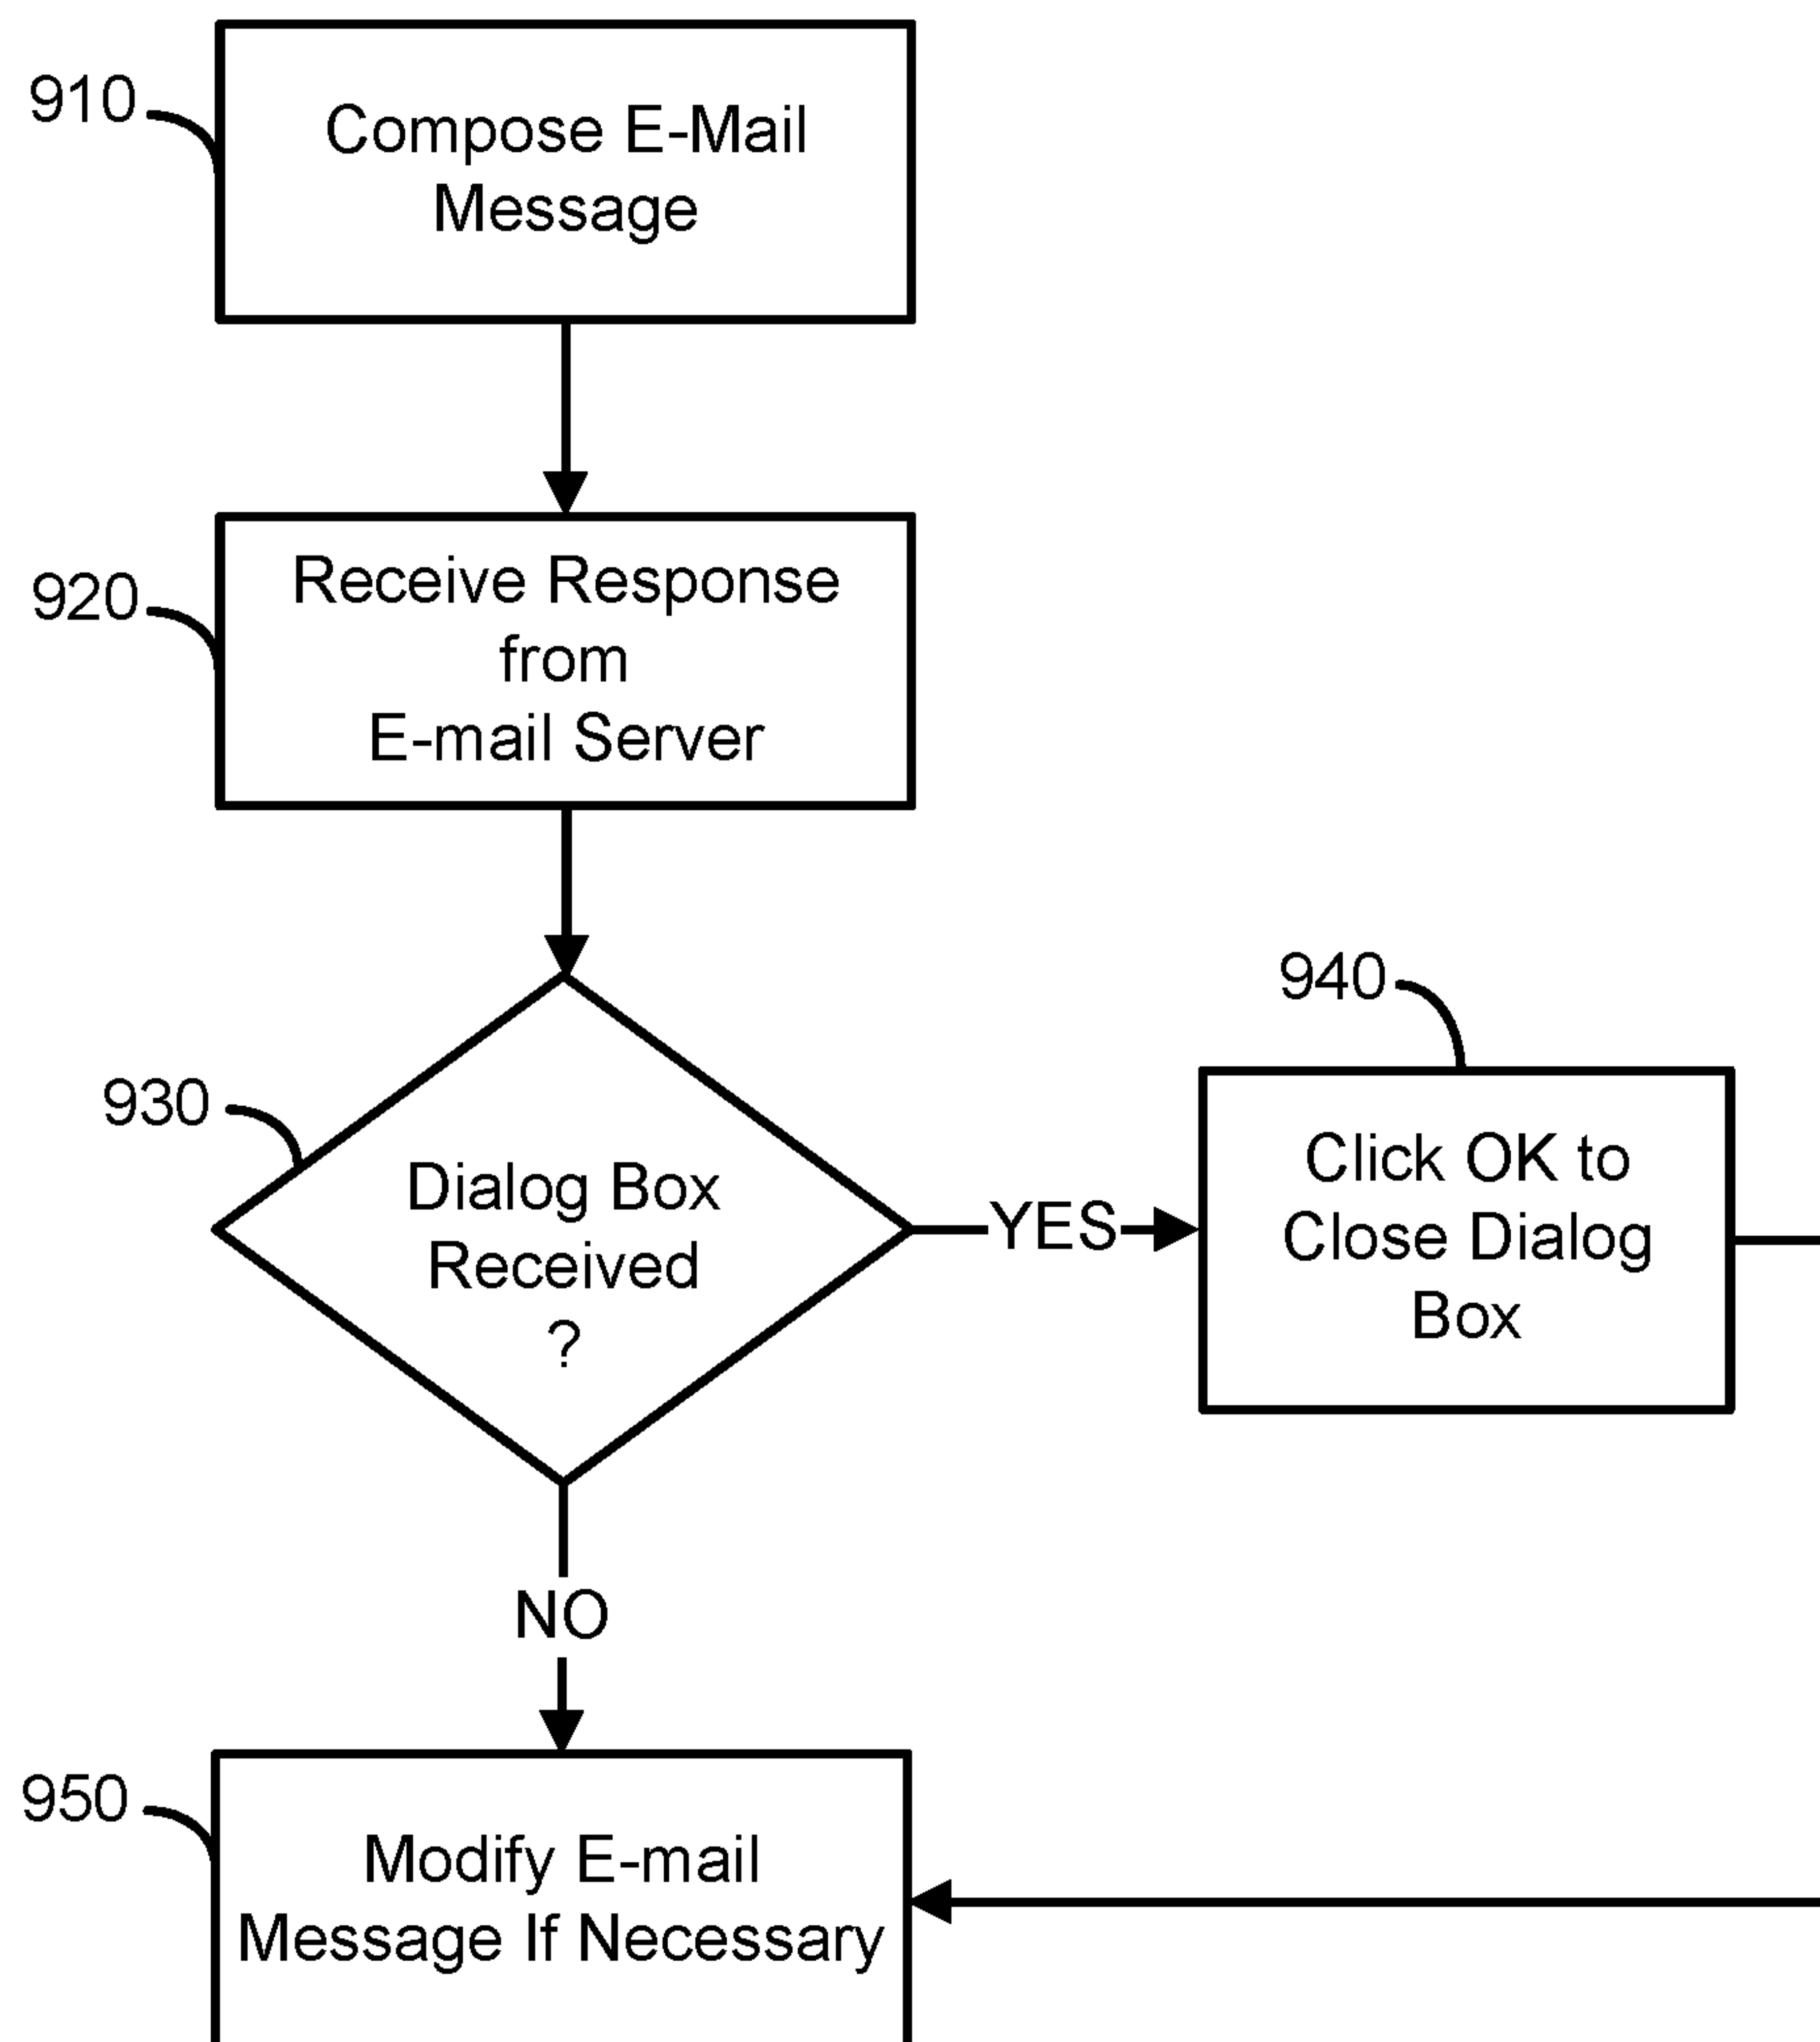 910
Compose E-Mail
Message
920
Receive Response
from
E-mail Server
930
Dialog Box
Received
?
YES
940
Click OK to
Close Dialog
Box
NO
950
Modify E-mail
Message If Necessary